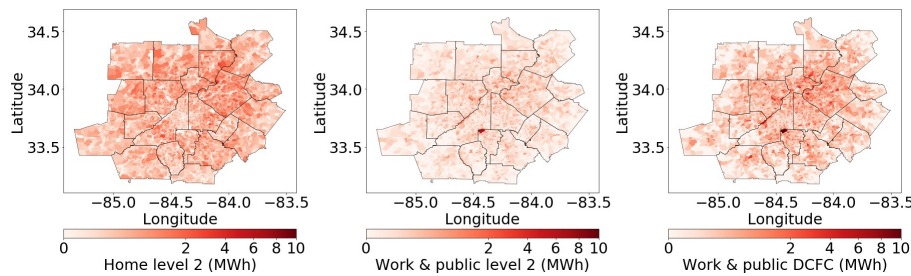 34.5
34.0
33.5
Latitude
−85.0 −84.5 −84.0 −83.5
Longitude
0 2 4 6 8 10
Home level 2 (MWh)
34.5
34.0
33.5
Latitude
−85.0 −84.5 −84.0 −83.5
Longitude
0 2 4 6 8 10
Work & public level 2 (MWh)
34.5
34.0
33.5
Latitude
−85.0 −84.5 −84.0 −83.5
Longitude
0 2 4 6 8 10
Work & public DCFC (MWh)